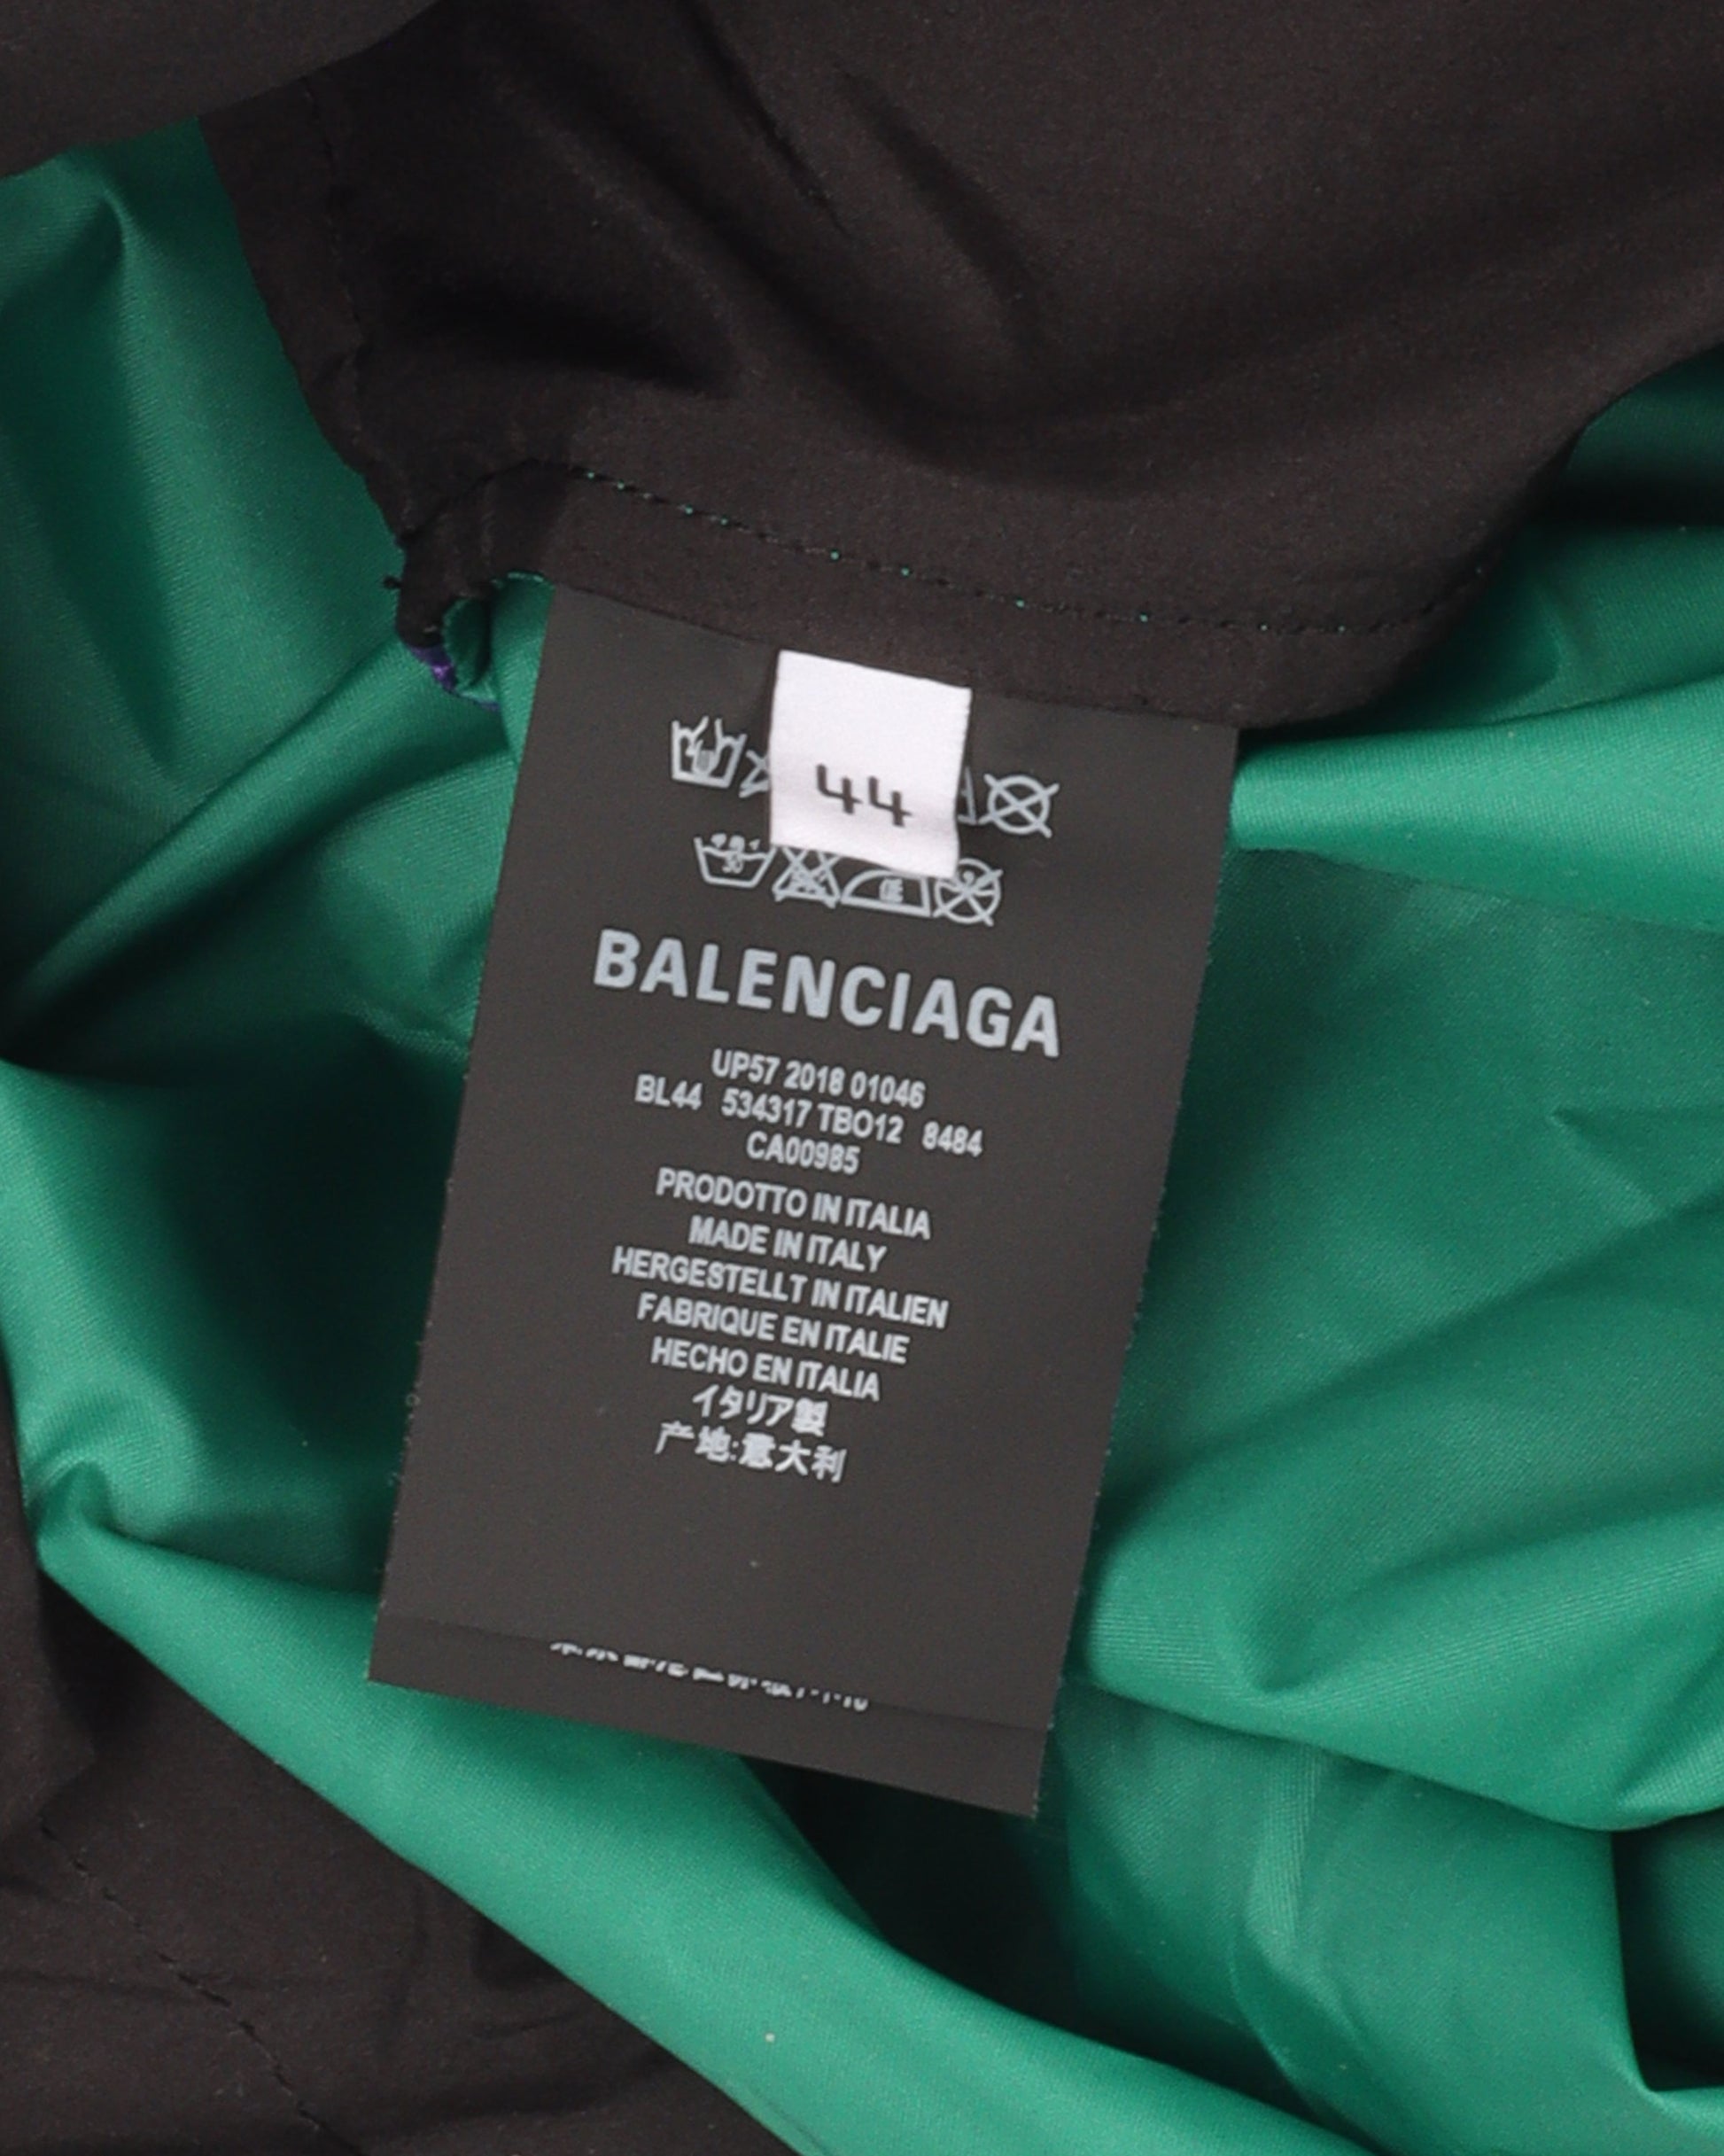 44
30
BALENCIAGA
UP57 2018 01046
BL44 534317 TBO12 8484
CA00985
PRODOTTO IN ITALIA
MADE IN ITALY
HERGESTELLT IN ITALIEN
FABRIQUE EN ITALIE
HECHO EN ITALIA
イタリア製
产地:意大利